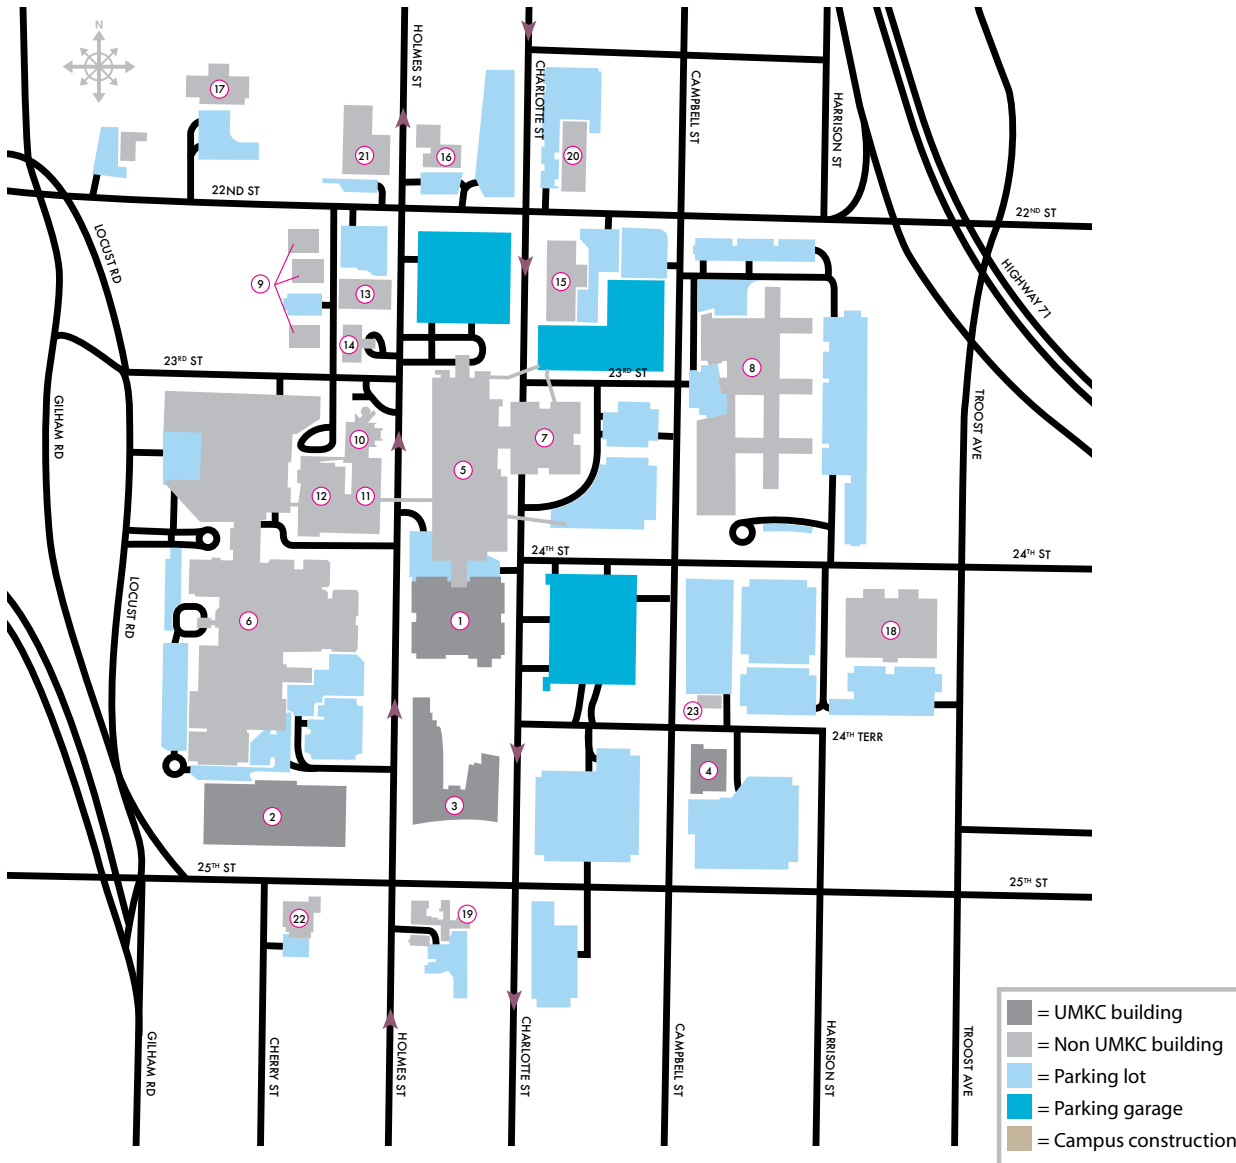 N
HOLMES ST
CHARLOTTE ST
CAMPBELL ST
HARRISON ST
17
21
16
20
22ND ST
22ND ST
LOCUST RD
9
13
15
HIGHWAY 71
14
23RD ST
23RD ST
8
GILHAM RD
TROOST AVE
10
7
5
12
11
24TH ST
24TH ST
LOCUST RD
6
1
18
23
24TH TERR
4
3
2
25TH ST
25TH ST
22
19
GILHAM RD
CHERRY ST
HOLMES ST
CHARLOTTE ST
CAMPBELL ST
HARRISON ST
TROOST AVE
= UMKC building
= Non UMKC building
= Parking lot
= Parking garage
= Campus construction